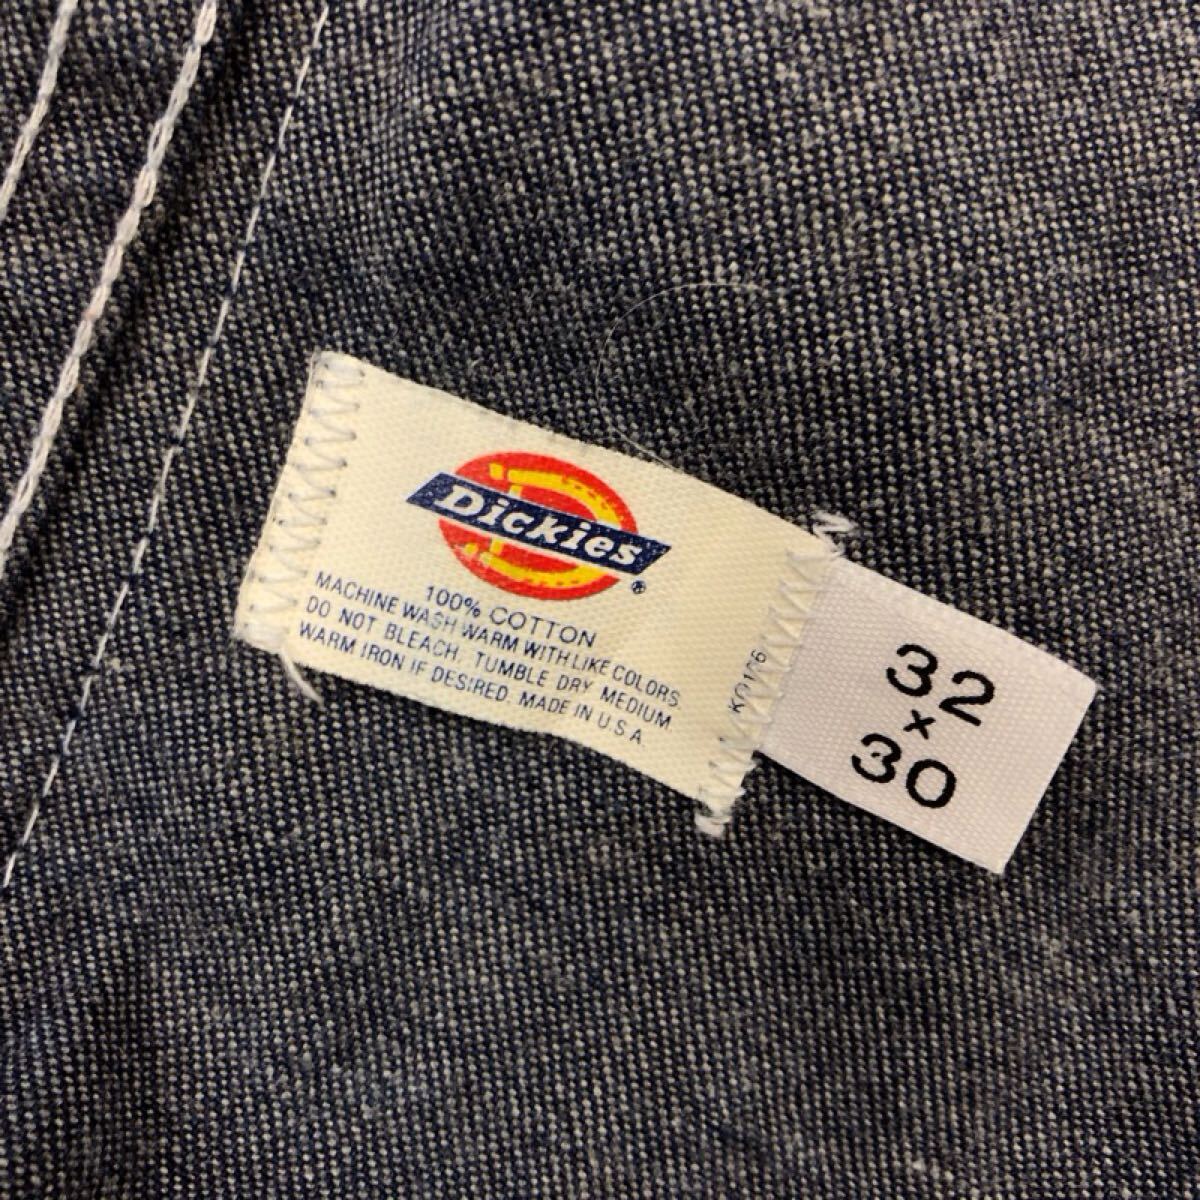 Dickies®
100% COTTON
MACHINE WASH WARM WITH LIKE COLORS
DO NOT BLEACH. TUMBLE DRY MEDIUM
WARM IRON IF DESIRED. MADE IN U.S.A.
32
×
30